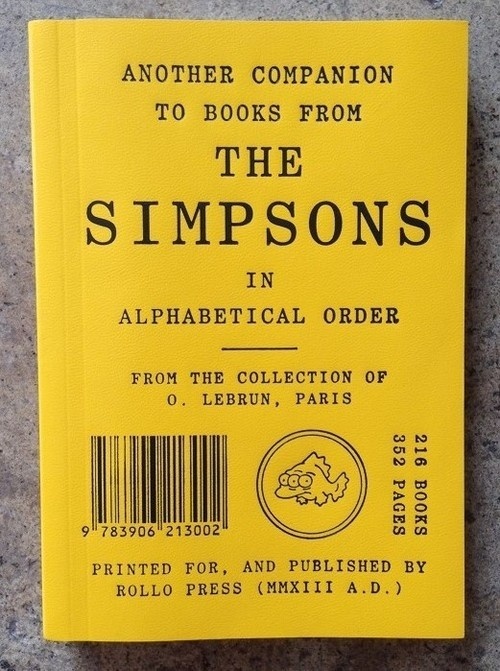 ANOTHER COMPANION
TO BOOKS FROM
THE
SIMPSONS
IN
ALPHABETICAL ORDER
FROM THE COLLECTION OF
O. LEBRUN, PARIS
9 783906 213002
216 BOOKS
352 PAGES
PRINTED FOR, AND PUBLISHED BY
ROLLO PRESS (MMXIII A.D.)